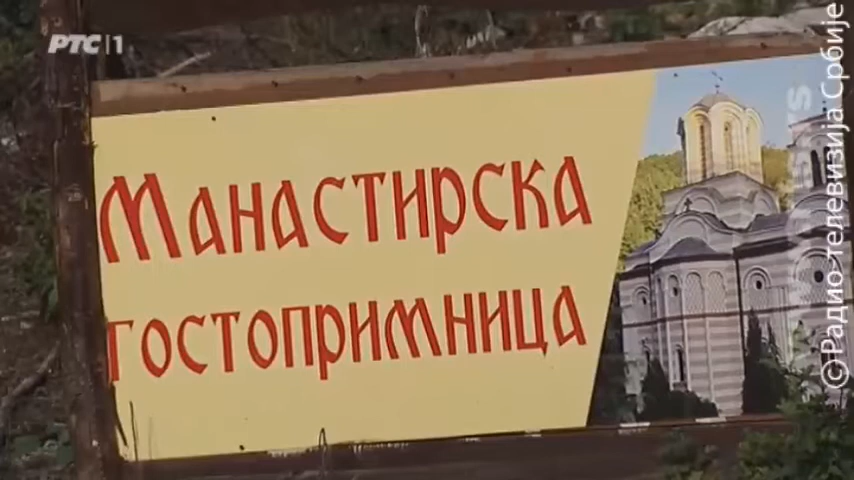 РТС|1
Манастирска
гостопримница
©Радио-телевизија Србије